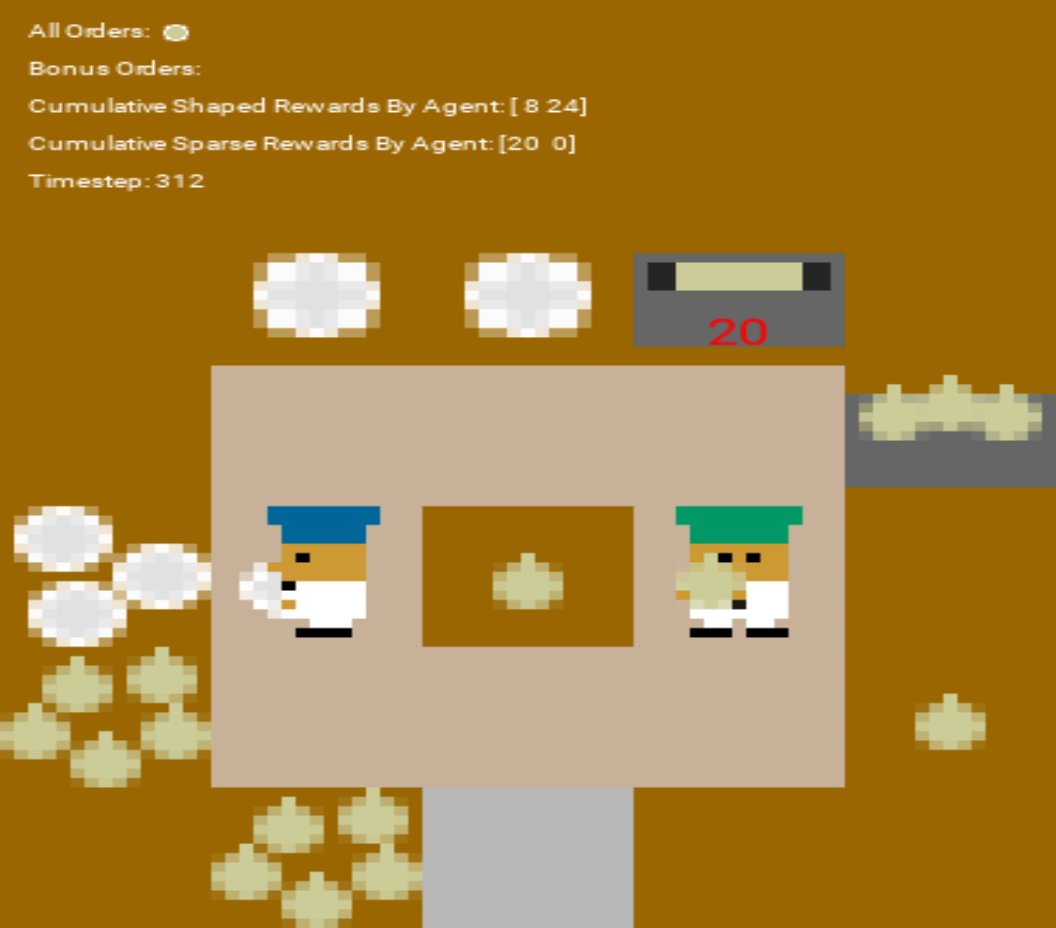 All Orders:
Bonus Orders:
Cumulative Shaped Rewards By Agent: [ 8 24]
Cumulative Sparse Rewards By Agent: [20  0]
Timestep: 312
20